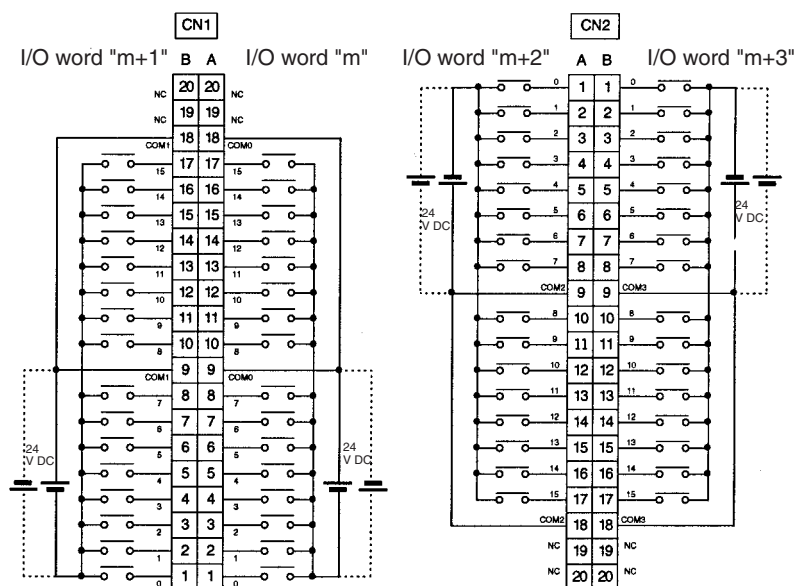 CN1
I/O word "m+1" B A I/O word "m"
NC 20 20 NC
NC 19 19 NC
COM1 18 18 COM0
15 17 17 15
14 16 16 14
13 15 15 13
12 14 14 12
11 13 13 11
10 12 12 10
9 11 11 9
8 10 10 8
COM1 9 9 COM0
7 8 8 7
6 7 7 6
5 6 6 5
4 5 5 4
3 4 4 3
2 3 3 2
1 2 2 1
0 1 1 0
24
V DC
24
V DC
CN2
I/O word "m+2" A B I/O word "m+3"
0 1 1 0
1 2 2 1
2 3 3 2
3 4 4 3
4 5 5 4
5 6 6 5
6 7 7 6
7 8 8 7
COM2 9 9 COM3
8 10 10 8
9 11 11 9
10 12 12 10
11 13 13 11
12 14 14 12
13 15 15 13
14 16 16 14
15 17 17 15
COM2 18 18 COM3
NC 19 19 NC
NC 20 20 NC
24
V DC
24
V DC